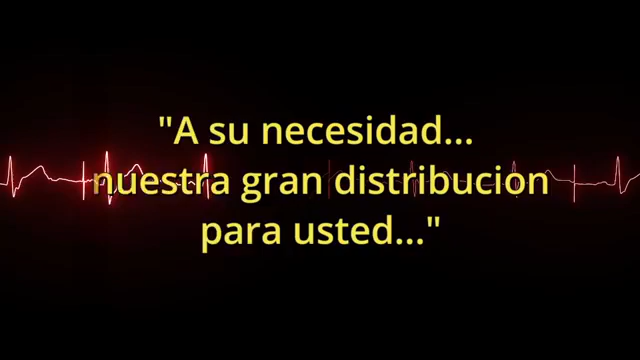 "A su necesidad...
nuestra gran distribucion
para usted..."